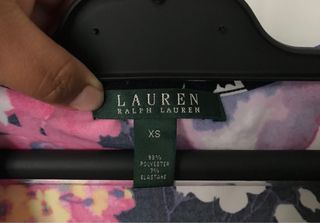 LAUREN
RALPH LAUREN
XS
93%
POLYESTER
7%
ELASTANE